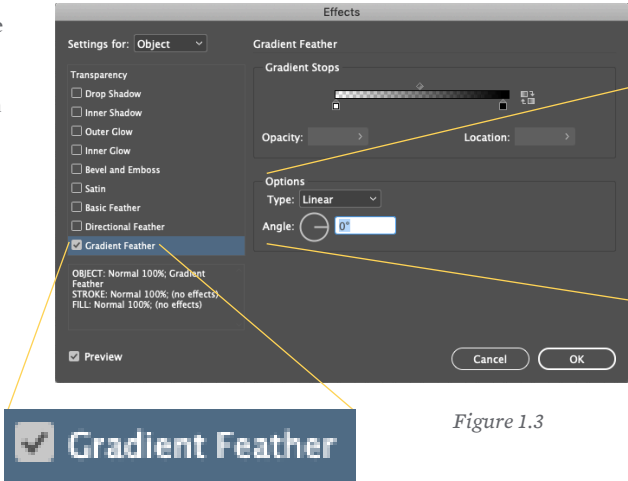 Effects
Settings for: Object
Gradient Feather
Transparency
Drop Shadow
Inner Shadow
Outer Glow
Inner Glow
Bevel and Emboss
Satin
Basic Feather
Directional Feather
Gradient Feather
OBJECT: Normal 100%; Gradient
Feather
STROKE: Normal 100%; (no effects)
FILL: Normal 100%; (no effects)
Gradient Stops
Opacity:
Location:
Options
Type: Linear
Angle: 0°
Preview
Cancel
OK
Gradient Feather
Figure 1.3